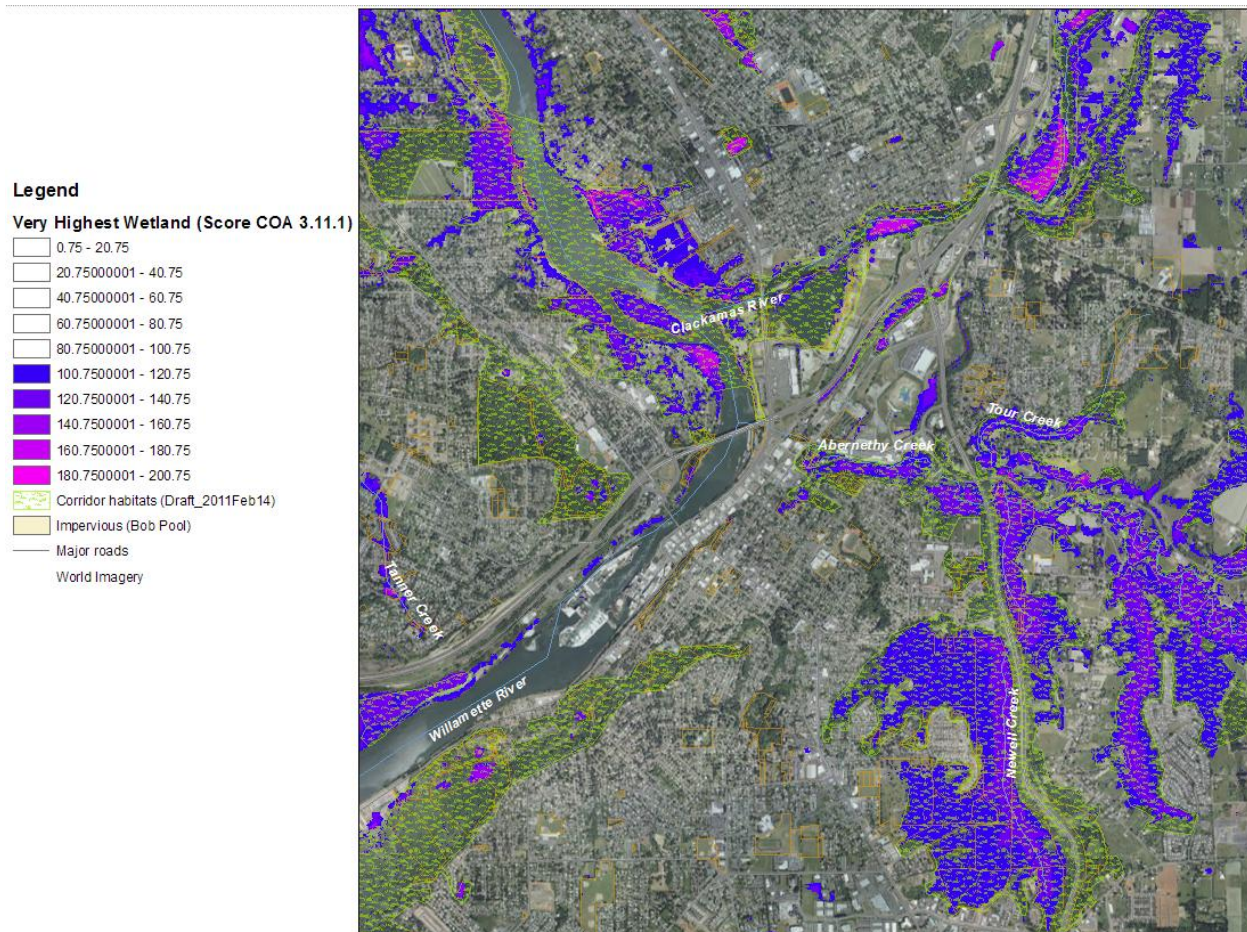 Legend
Very Highest Wetland (Score COA 3.11.1)
0.75 - 20.75
20.75000001 - 40.75
40.75000001 - 60.75
60.75000001 - 80.75
80.75000001 - 100.75
100.7500001 - 120.75
120.7500001 - 140.75
140.7500001 - 160.75
160.7500001 - 180.75
180.7500001 - 200.75
Corridor habitats (Draft_2011Feb14)
Impervious (Bob Pool)
Major roads
World Imagery
Clackamas River
Tour Creek
Abernethy Creek
Tanner Creek
Willamette River
Newell Creek